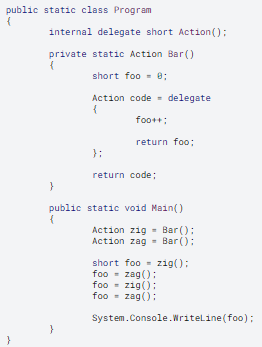 public static class Program
{
internal delegate short Action();
private static Action Bar()
{
short foo = 0;
Action code = delegate
{
foo++;
return foo;
};
return code;
}
public static void Main()
{
Action zig = Bar();
Action zag = Bar();
short foo = zig();
foo = zag();
foo = zig();
foo = zag();
System.Console.WriteLine(foo);
}
}